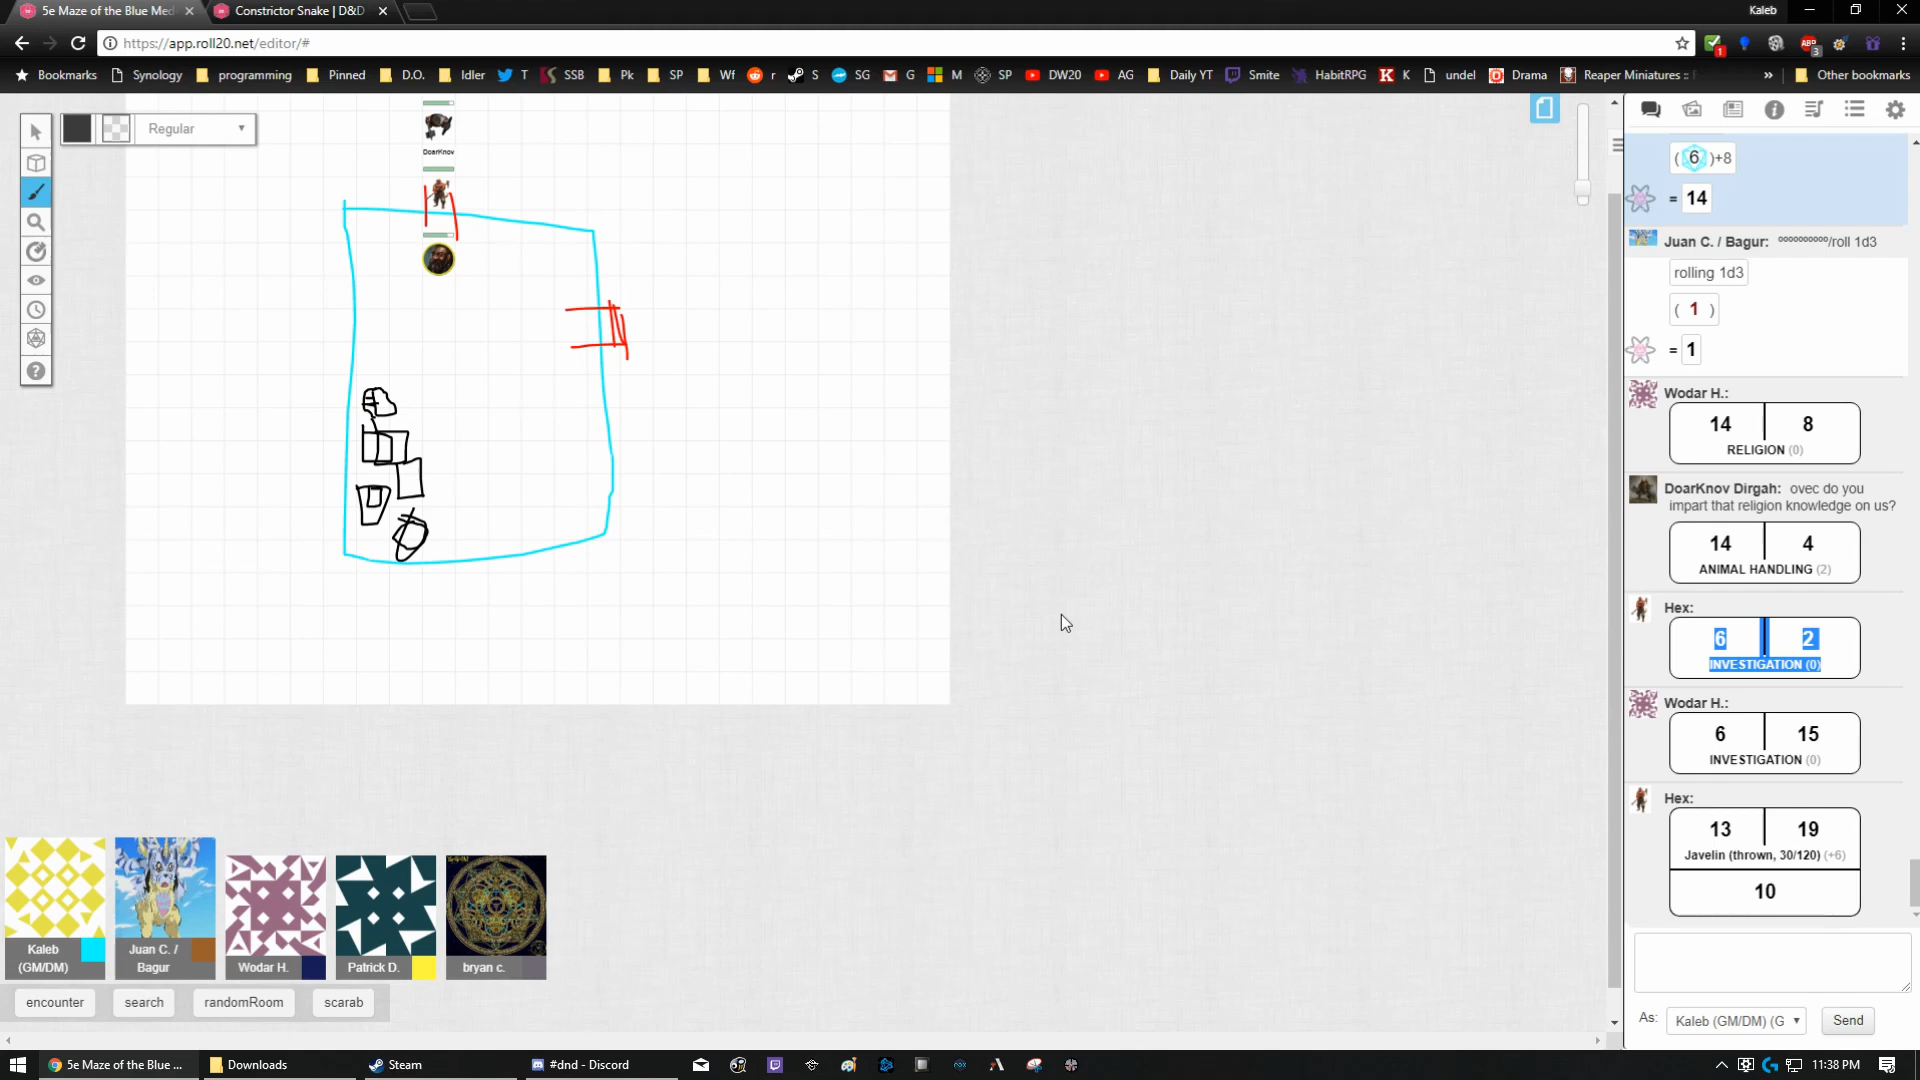 5e Maze of the Blue Med
Constrictor Snake | D&D
Kaleb
https://app.roll20.net/editor/#
Bookmarks
Synology
programming
Pinned
D.O.
Idler
T
SSB
Pk
SP
Wf
r
S
SG
G
M
SP
DW20
AG
Daily YT
Smite
HabitRPG
K
undel
Drama
Reaper Miniatures ::
»
Other bookmarks
Regular
DoarKnov
( 6 )+8
= 14
Juan C. / Bagur: ººººººººººº/roll 1d3
rolling 1d3
( 1 )
= 1
Wodar H.:
14 8
RELIGION (0)
DoarKnov Dirgah: ovec do you
impart that religion knowledge on us?
14 4
ANIMAL HANDLING (2)
Hex:
6 2
INVESTIGATION (0)
Wodar H.:
6 15
INVESTIGATION (0)
Hex:
13 19
Javelin (thrown, 30/120) (+6)
10
Kaleb
(GM/DM)
Juan C. /
Bagur
Wodar H.
Patrick D.
bryan c.
encounter
search
randomRoom
scarab
As:
Kaleb (GM/DM) (G
Send
5e Maze of the Blue ...
Downloads
Steam
#dnd - Discord
11:38 PM